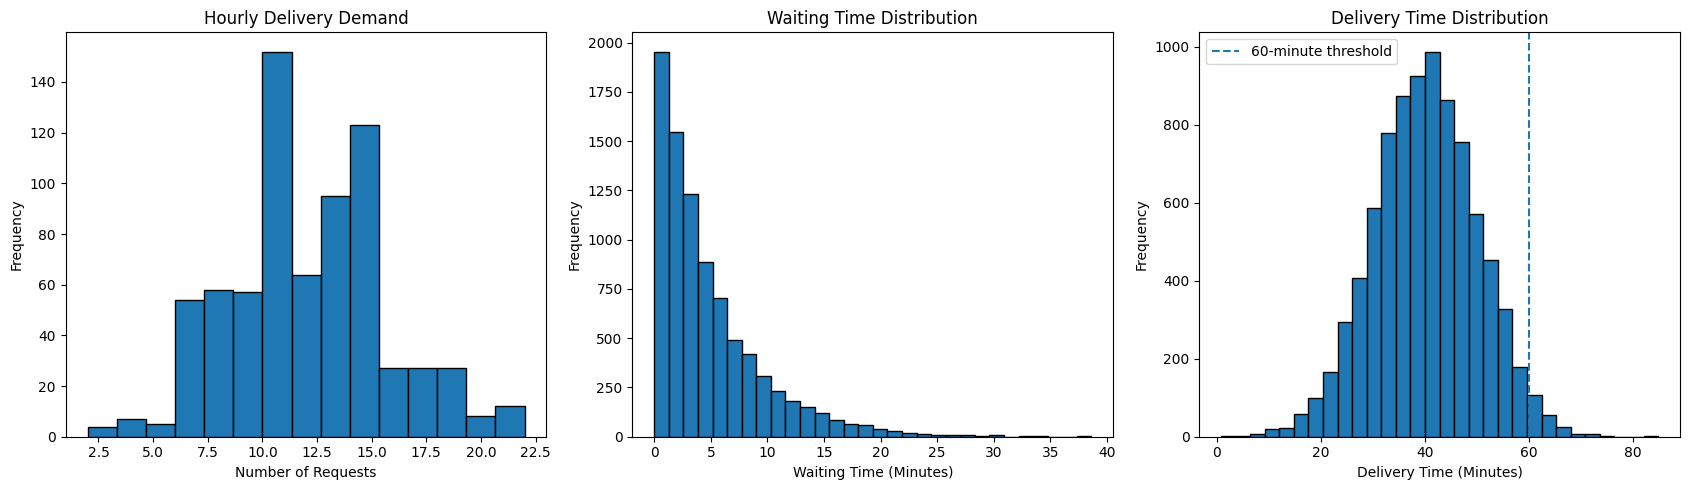 Hourly Delivery Demand
Frequency
140
120
100
80
60
40
20
0
2.5 5.0 7.5 10.0 12.5 15.0 17.5 20.0 22.5
Number of Requests
Waiting Time Distribution
Frequency
2000
1750
1500
1250
1000
750
500
250
0
0 5 10 15 20 25 30 35 40
Waiting Time (Minutes)
Delivery Time Distribution
60-minute threshold
Frequency
1000
800
600
400
200
0
0 20 40 60 80
Delivery Time (Minutes)